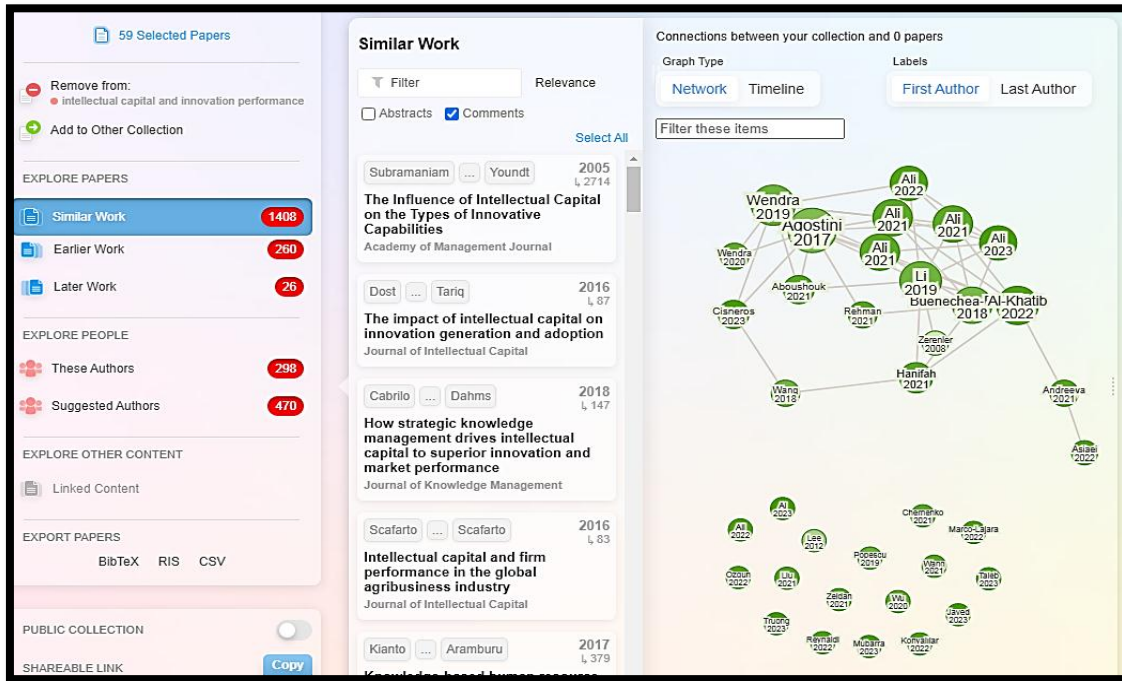 59 Selected Papers
Remove from:
intellectual capital and innovation performance
Add to Other Collection
EXPLORE PAPERS
Similar Work 1408
Earlier Work 260
Later Work 26
EXPLORE PEOPLE
These Authors 298
Suggested Authors 470
EXPLORE OTHER CONTENT
Linked Content
EXPORT PAPERS
BibTeX RIS CSV
PUBLIC COLLECTION
SHAREABLE LINK Copy
Similar Work
Filter Relevance
Abstracts Comments
Select All
Subramaniam ... Youndt 2005
2714
The Influence of Intellectual Capital
on the Types of Innovative
Capabilities
Academy of Management Journal
Dost ... Tariq 2016
87
The impact of intellectual capital on
innovation generation and adoption
Journal of Intellectual Capital
Cabrilo ... Dahms 2018
147
How strategic knowledge
management drives intellectual
capital to superior innovation and
market performance
Journal of Knowledge Management
Scafarto ... Scafarto 2016
83
Intellectual capital and firm
performance in the global
agribusiness industry
Journal of Intellectual Capital
Kianto ... Aramburu 2017
379
Knowledge-based human resource
Connections between your collection and 0 papers
Graph Type Labels
Network Timeline First Author Last Author
Filter these items
Ali
2022
Wendra
2019
Agostini
2017
Ali
2021
Ali
2021
Ali
2021
Ali
2023
Wendra
2020
Li
2019
Aboushouk
2021
Cisneros
2023
Rehman
2021
2018
Al-Khatib
2022
Zerenler
2008
Hanifah
2021
Wang
2018
Andreeva
2021
Asiaei
2022
2023
Ali
2022
Lee
2012
Chernenko
2021
Marco-Lajara
2022
Popescu
2019
Wang
2021
Taleb
2023
Ozgun
2022
Liu
2021
Zeidan
2021
Wu
2020
Javed
2023
Truong
2023
Reynaldi
2022
Mubarra
2023
2022